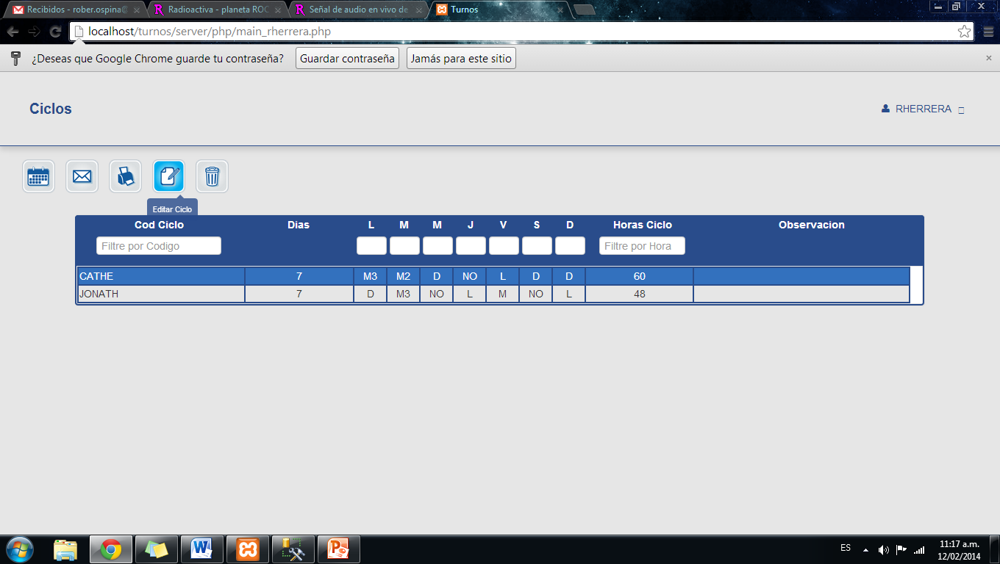 Recibidos - rober.ospina@
Radioactiva - planeta ROC
Señal de audio en vivo de
Turnos
localhost/turnos/server/php/main_rherrera.php
¿Deseas que Google Chrome guarde tu contraseña? Guardar contraseña Jamás para este sitio
Ciclos
RHERRERA
Editar Ciclo
Cod Ciclo Dias L M M J V S D Horas Ciclo Observacion
Filtre por Codigo Filtre por Hora
CATHE 7 M3 M2 D NO L D D 60
JONATH 7 D M3 NO L M NO L 48
ES
11:17 a.m.
12/02/2014